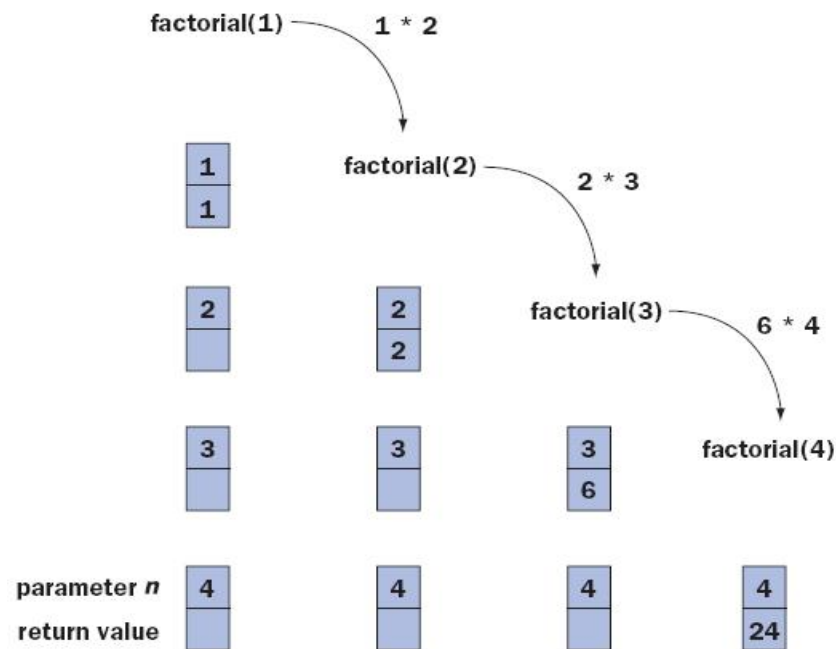 factorial(1) 1 * 2
1 factorial(2) 2 * 3
1
2 2 factorial(3) 6 * 4
2
3 3 3 factorial(4)
6
parameter n 4 4 4 4
return value 24